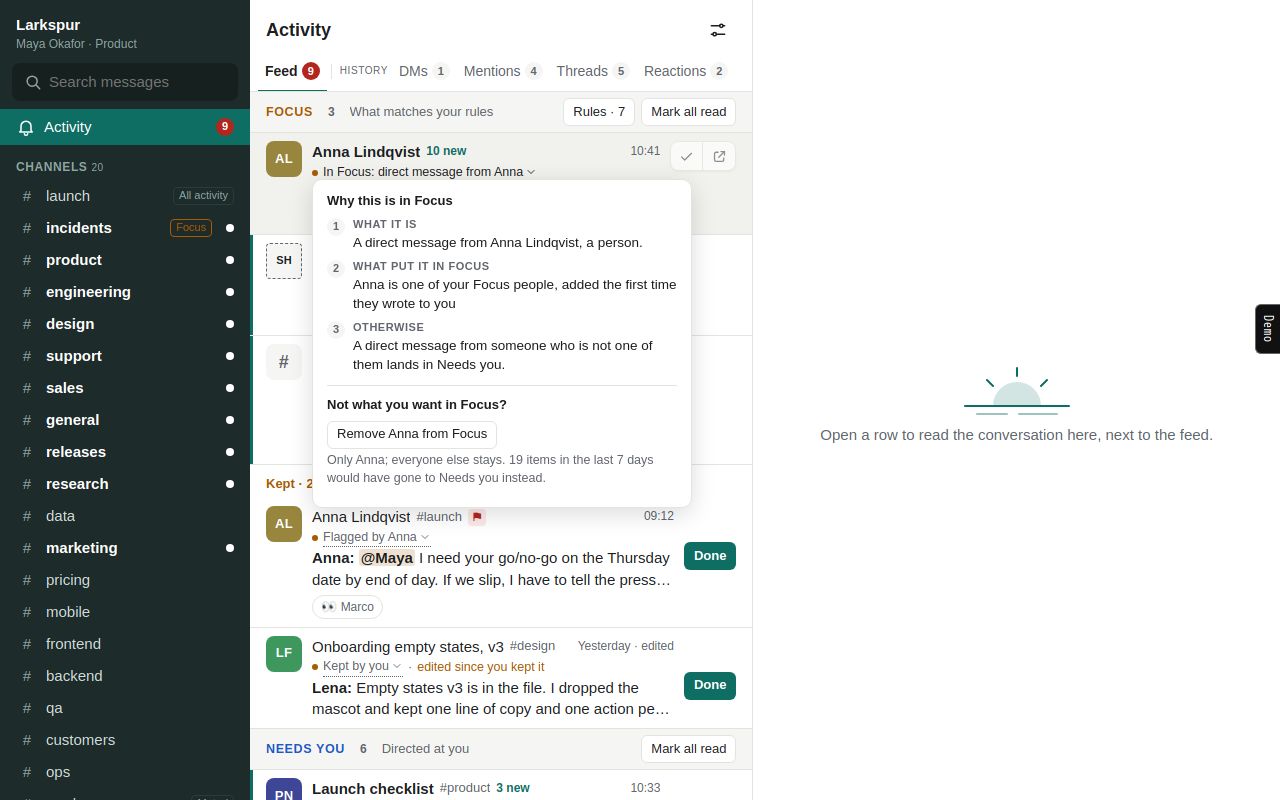 Larkspur
Maya Okafor · Product
Search messages
Activity 9
CHANNELS 20
# launch All activity
# incidents Focus
# product
# engineering
# design
# support
# sales
# general
# releases
# research
# data
# marketing
# pricing
# mobile
# frontend
# backend
# qa
# customers
# ops
Activity
Feed 9 HISTORY DMs 1 Mentions 4 Threads 5 Reactions 2
FOCUS 3 What matches your rules Rules · 7 Mark all read
AL Anna Lindqvist 10 new 10:41
In Focus: direct message from Anna
Why this is in Focus
1 WHAT IT IS
A direct message from Anna Lindqvist, a person.
2 WHAT PUT IT IN FOCUS
Anna is one of your Focus people, added the first time
they wrote to you
3 OTHERWISE
A direct message from someone who is not one of
them lands in Needs you.
Not what you want in Focus?
Remove Anna from Focus
Only Anna; everyone else stays. 19 items in the last 7 days
would have gone to Needs you instead.
SH
#
Kept · 2
AL Anna Lindqvist #launch 09:12
Flagged by Anna
Anna: @Maya I need your go/no-go on the Thursday
date by end of day. If we slip, I have to tell the press…
Done
👀 Marco
LF Onboarding empty states, v3 #design Yesterday · edited
Kept by you · edited since you kept it
Lena: Empty states v3 is in the file. I dropped the
mascot and kept one line of copy and one action pe…
Done
NEEDS YOU 6 Directed at you Mark all read
PN Launch checklist #product 3 new 10:33
Open a row to read the conversation here, next to the feed.
Demo